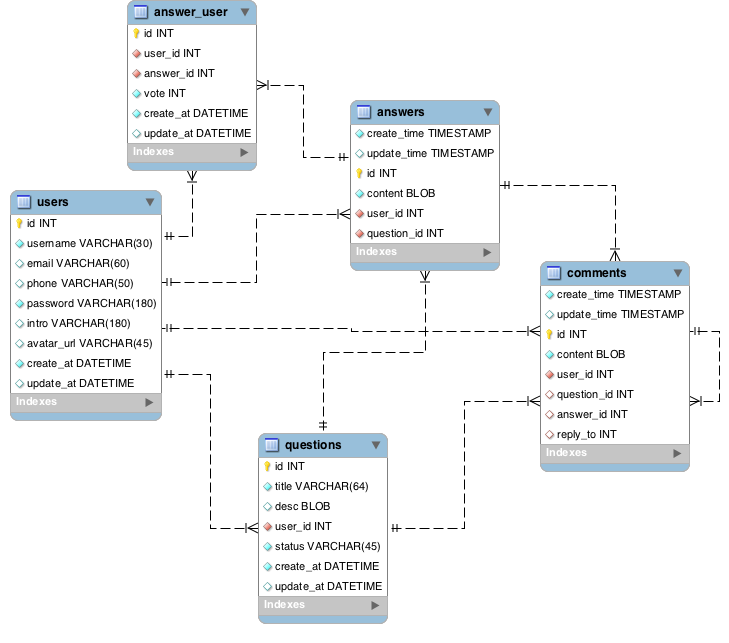 answer_user
id INT
user_id INT
answer_id INT
vote INT
create_at DATETIME
update_at DATETIME
Indexes
answers
create_time TIMESTAMP
update_time TIMESTAMP
id INT
content BLOB
user_id INT
question_id INT
Indexes
users
id INT
username VARCHAR(30)
email VARCHAR(60)
phone VARCHAR(50)
password VARCHAR(180)
intro VARCHAR(180)
avatar_url VARCHAR(45)
create_at DATETIME
update_at DATETIME
Indexes
comments
create_time TIMESTAMP
update_time TIMESTAMP
id INT
content BLOB
user_id INT
question_id INT
answer_id INT
reply_to INT
Indexes
questions
id INT
title VARCHAR(64)
desc BLOB
user_id INT
status VARCHAR(45)
create_at DATETIME
update_at DATETIME
Indexes